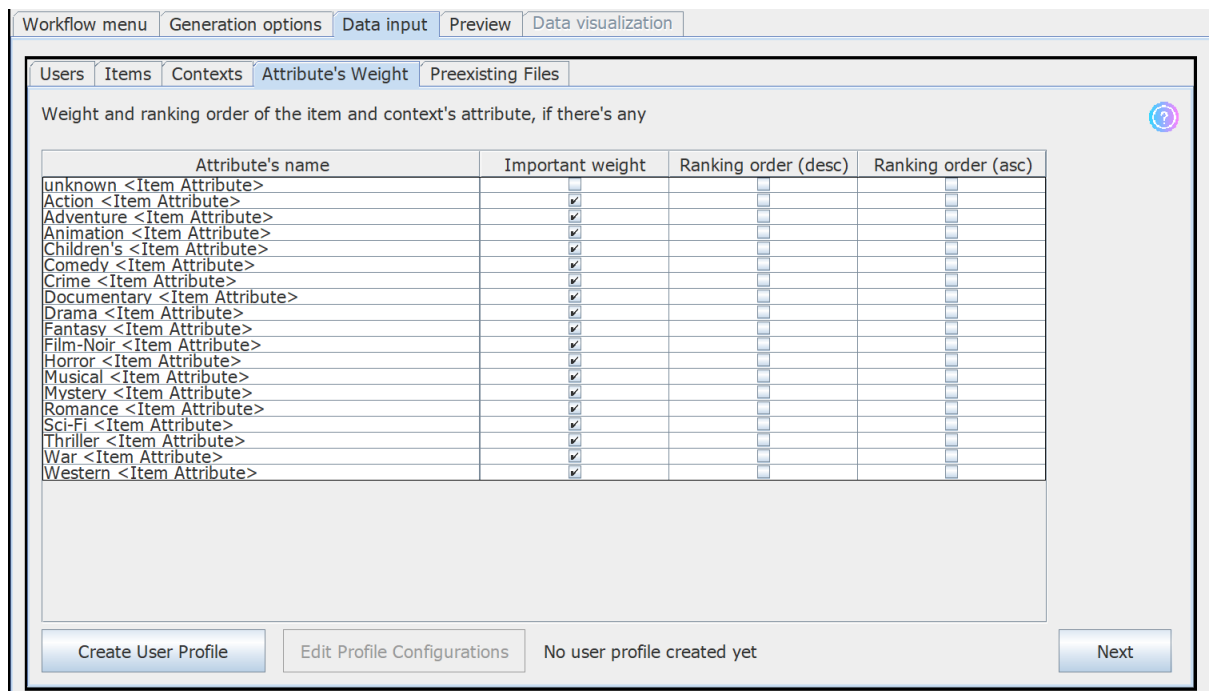 Workflow menu Generation options Data input Preview Data visualization
Users Items Contexts Attribute's Weight Preexisting Files
Weight and ranking order of the item and context's attribute, if there's any
?
Attribute's name Important weight Ranking order (desc) Ranking order (asc)
unknown <Item Attribute>
Action <Item Attribute>
Adventure <Item Attribute>
Animation <Item Attribute>
Children's <Item Attribute>
Comedy <Item Attribute>
Crime <Item Attribute>
Documentary <Item Attribute>
Drama <Item Attribute>
Fantasy <Item Attribute>
Film-Noir <Item Attribute>
Horror <Item Attribute>
Musical <Item Attribute>
Mystery <Item Attribute>
Romance <Item Attribute>
Sci-Fi <Item Attribute>
Thriller <Item Attribute>
War <Item Attribute>
Western <Item Attribute>
Create User Profile Edit Profile Configurations No user profile created yet Next